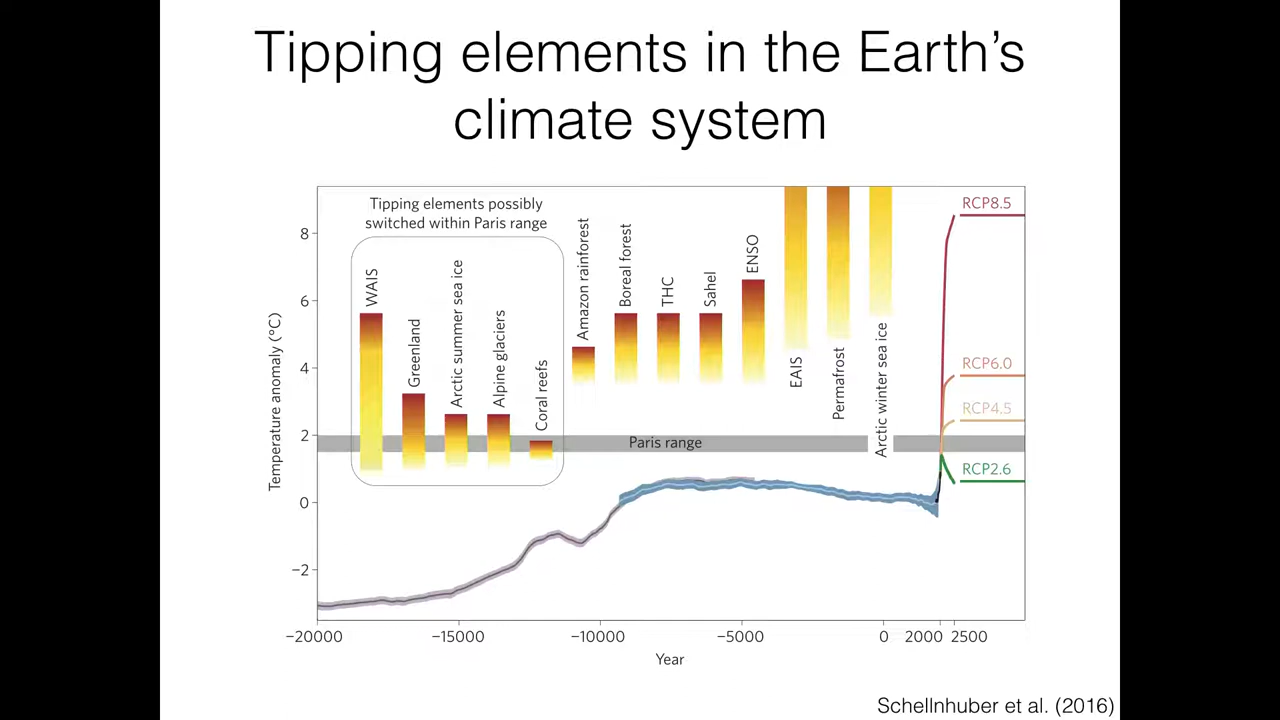 Tipping elements in the Earth’s
climate system
Tipping elements possibly
switched within Paris range
WAIS
Greenland
Arctic summer sea ice
Alpine glaciers
Coral reefs
Amazon rainforest
Boreal forest
THC
Sahel
ENSO
EAIS
Permafrost
Arctic winter sea ice
RCP8.5
RCP6.0
RCP4.5
RCP2.6
Paris range
Temperature anomaly (°C)
8
6
4
2
0
−2
−20000
−15000
−10000
−5000
0
2000
2500
Year
Schellnhuber et al. (2016)